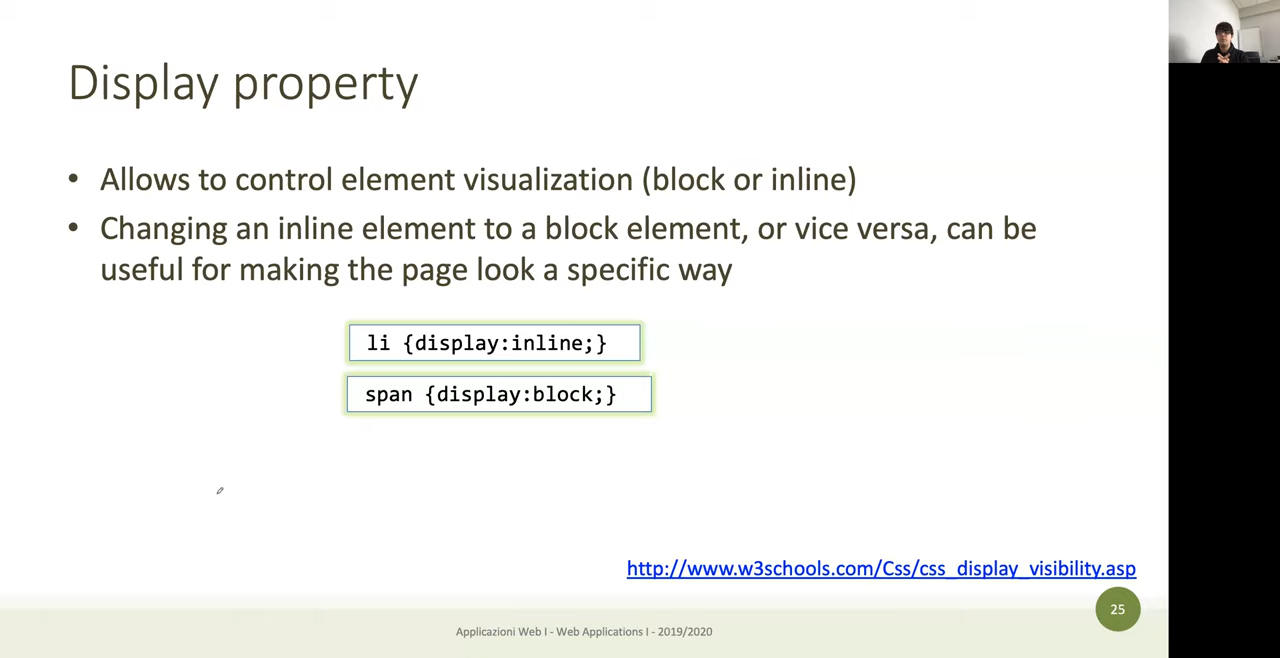 Display property
• Allows to control element visualization (block or inline)
• Changing an inline element to a block element, or vice versa, can be
useful for making the page look a specific way
li {display:inline;}
span {display:block;}
http://www.w3schools.com/Css/css_display_visibility.asp
25
Applicazioni Web I - Web Applications I - 2019/2020